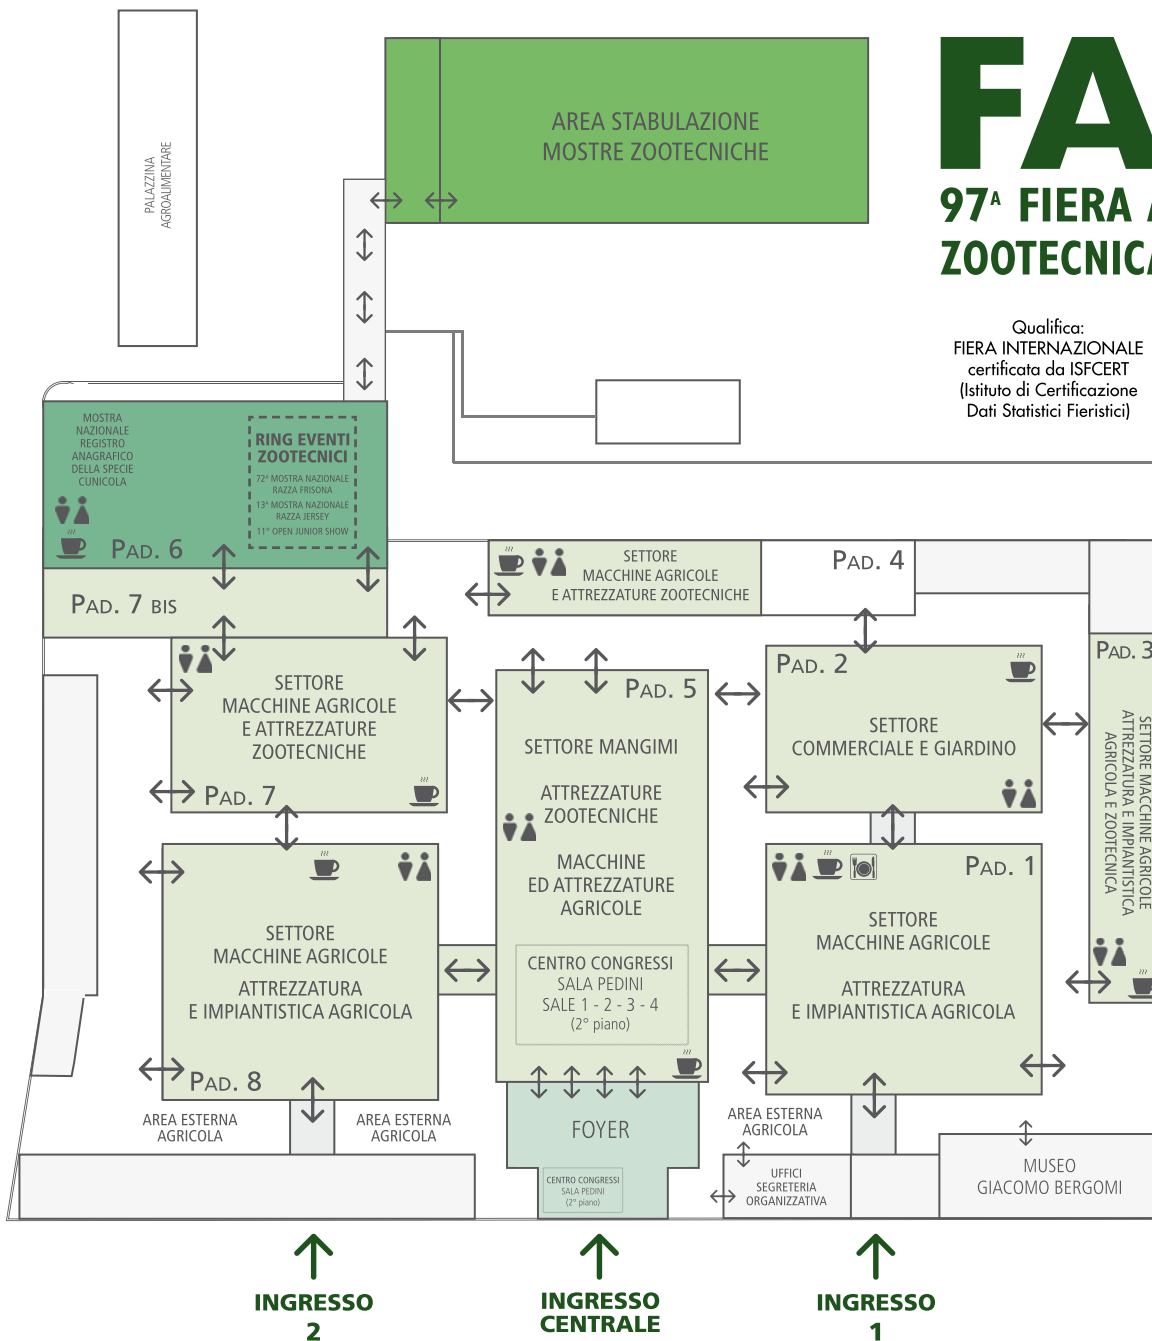 PALAZZINA
AGROALIMENTARE
AREA STABULAZIONE
MOSTRE ZOOTECNICHE
FA
97ᴬ FIERA
ZOOTECNICA
Qualifica:
FIERA INTERNAZIONALE
certificata da ISFCERT
(Istituto di Certificazione
Dati Statistici Fieristici)
MOSTRA
NAZIONALE
REGISTRO
ANAGRAFICO
DELLA SPECIE
CUNICOLA
RING EVENTI
ZOOTECNICI
72ª MOSTRA NAZIONALE
RAZZA FRISONA
13ª MOSTRA NAZIONALE
RAZZA JERSEY
11° OPEN JUNIOR SHOW
PAD. 6
PAD. 7 BIS
SETTORE
MACCHINE AGRICOLE
E ATTREZZATURE ZOOTECNICHE
PAD. 4
SETTORE
MACCHINE AGRICOLE
E ATTREZZATURE
ZOOTECNICHE
PAD. 7
PAD. 5
SETTORE MANGIMI
ATTREZZATURE
ZOOTECNICHE
MACCHINE
ED ATTREZZATURE
AGRICOLE
CENTRO CONGRESSI
SALA PEDINI
SALE 1 - 2 - 3 - 4
(2° piano)
PAD. 2
SETTORE
COMMERCIALE E GIARDINO
PAD. 3
SETTORE MACCHINE AGRICOLE
ATTREZZATURA E IMPIANTISTICA
AGRICOLA E ZOOTECNICA
SETTORE
MACCHINE AGRICOLE
ATTREZZATURA
E IMPIANTISTICA AGRICOLA
PAD. 8
PAD. 1
SETTORE
MACCHINE AGRICOLE
ATTREZZATURA
E IMPIANTISTICA AGRICOLA
AREA ESTERNA
AGRICOLA
AREA ESTERNA
AGRICOLA
FOYER
CENTRO CONGRESSI
SALA PEDINI
(2° piano)
AREA ESTERNA
AGRICOLA
UFFICI
SEGRETERIA
ORGANIZZATIVA
MUSEO
GIACOMO BERGOMI
INGRESSO
2
INGRESSO
CENTRALE
INGRESSO
1